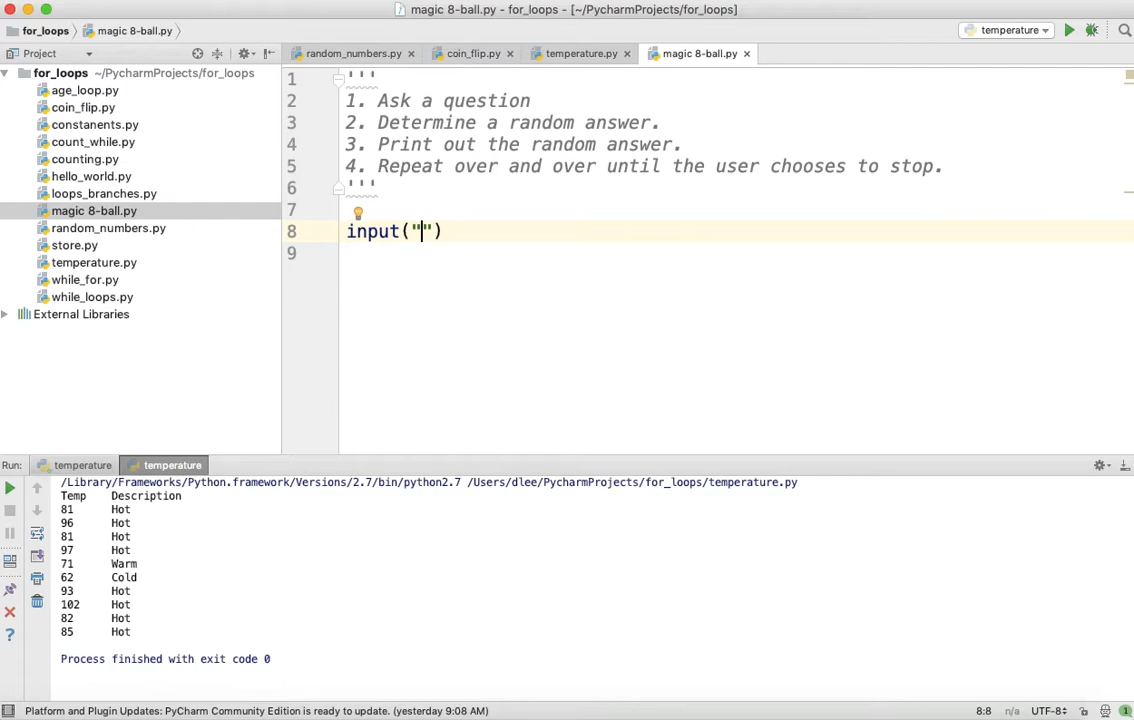 magic 8-ball.py - for_loops - [~/PycharmProjects/for_loops]
for_loops magic 8-ball.py temperature
Project random_numbers.py coin_flip.py temperature.py magic 8-ball.py
for_loops ~/PycharmProjects/for_loops
age_loop.py
coin_flip.py
constanents.py
count_while.py
counting.py
hello_world.py
loops_branches.py
magic 8-ball.py
random_numbers.py
store.py
temperature.py
while_for.py
while_loops.py
External Libraries
1 '''
2 1. Ask a question
3 2. Determine a random answer.
4 3. Print out the random answer.
5 4. Repeat over and over until the user chooses to stop.
6 '''
7
8 input("")
9
Run: temperature temperature
/Library/Frameworks/Python.framework/Versions/2.7/bin/python2.7 /Users/dlee/PycharmProjects/for_loops/temperature.py
Temp Description
81 Hot
96 Hot
81 Hot
97 Hot
71 Warm
62 Cold
93 Hot
102 Hot
82 Hot
85 Hot
Process finished with exit code 0
Platform and Plugin Updates: PyCharm Community Edition is ready to update. (yesterday 9:08 AM) 8:8 n/a UTF-8 1